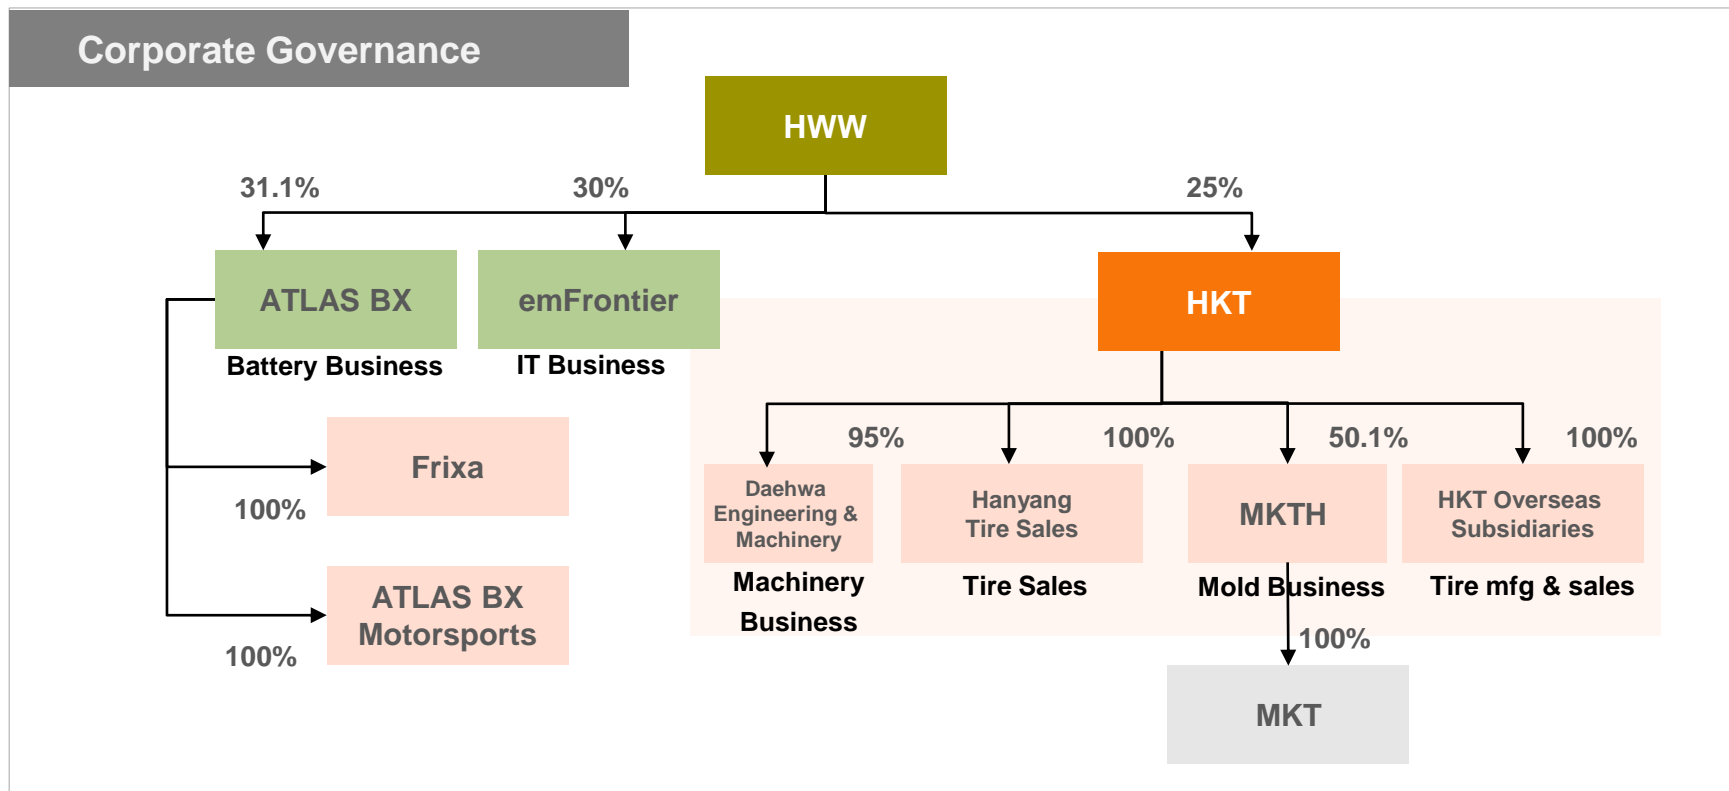 Corporate Governance
HWW
31.1%
30%
25%
ATLAS BX
emFrontier
HKT
Battery Business
IT Business
95%
100%
50.1%
100%
Frixa
100%
Daehwa
Engineering &
Machinery
Hanyang
Tire Sales
MKTH
HKT Overseas
Subsidiaries
Machinery
Business
Tire Sales
Mold Business
Tire mfg & sales
ATLAS BX
Motorsports
100%
100%
MKT